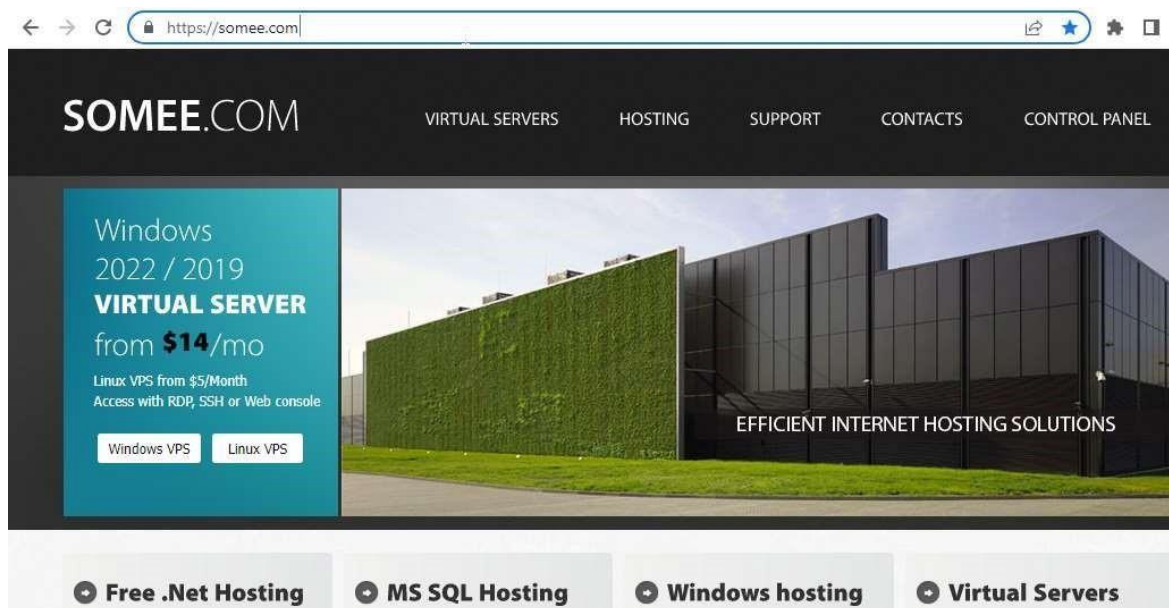 https://somee.com
SOMEE.COM
VIRTUAL SERVERS HOSTING SUPPORT CONTACTS CONTROL PANEL
Windows
2022 / 2019
VIRTUAL SERVER
from $14/mo
Linux VPS from $5/Month
Access with RDP, SSH or Web console
Windows VPS Linux VPS
EFFICIENT INTERNET HOSTING SOLUTIONS
Free .Net Hosting MS SQL Hosting Windows hosting Virtual Servers